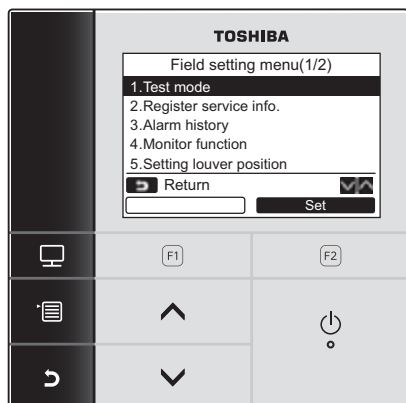 TOSHIBA
Field setting menu(1/2)
1.Test mode
2.Register service info.
3.Alarm history
4.Monitor function
5.Setting louver position
Return
Set
F1 F2